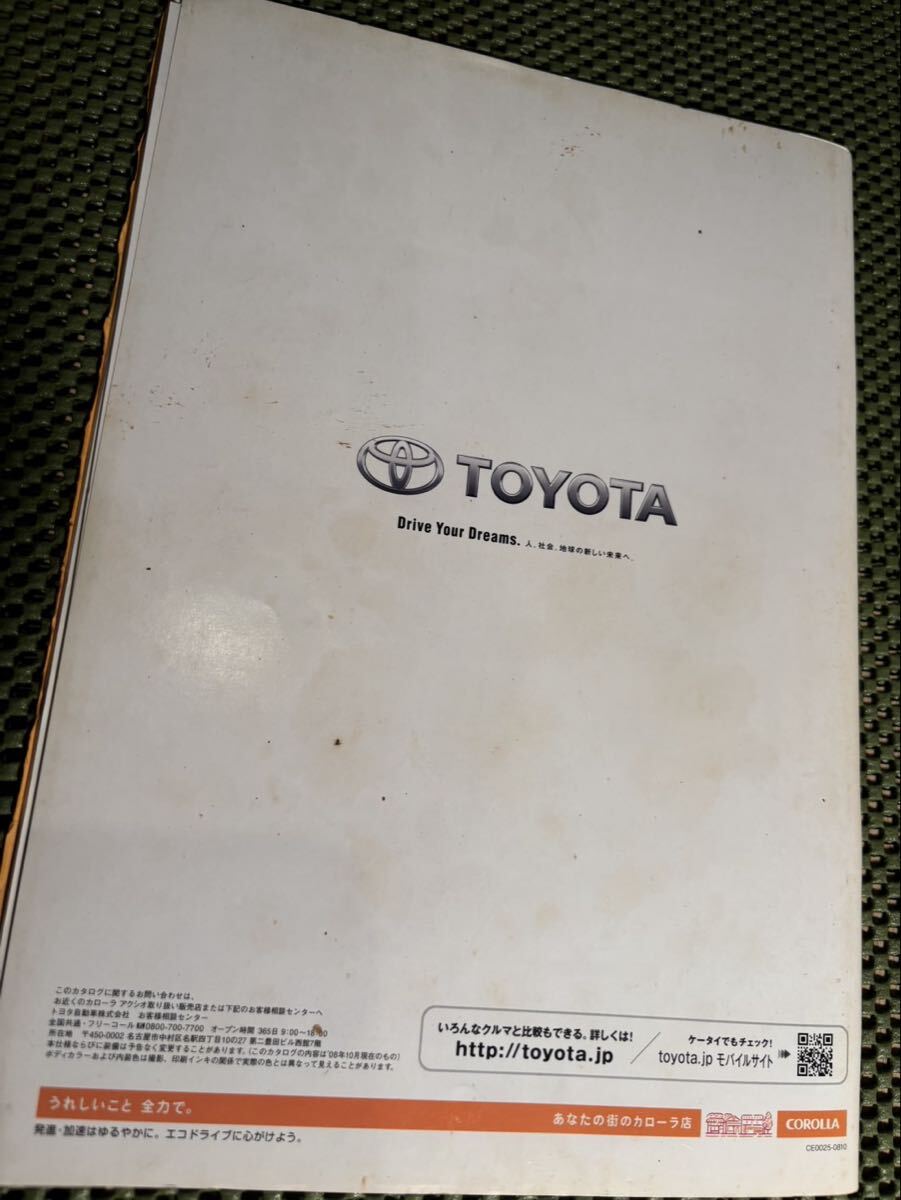 TOYOTA
Drive Your Dreams. 人、社会、地球の新しい未来へ。
このカタログに関するお問い合わせは、
お近くのカローラ アクシオ取り扱い販売店または下記のお客様相談センターへ
トヨタ自動車株会社 お客様相談センター
全国共通・フリーコール 0800-700-7700 オープン時間 365日 9:00〜18:00
所在地 〒450-0002 名古屋市中村区名駅四丁目10の27 第二豊田ビル西館7階
本仕様ならびに装備は予告なく変更することがあります。(このカタログの内容は'08年10月現在のもの)
ボディカラーおよび内装色は撮影、印刷インキの関係で実際の色とは異なって見えることがあります。
いろんなクルマと比較もできる。詳しくは!
http://toyota.jp
ケータイでもチェック!
toyota.jp モバイルサイト
うれしいこと 全力で。
あなたの街のカローラ店
COROLLA
発進・加速はゆるやかに。エコドライブに心がけよう。
CE0025-0810